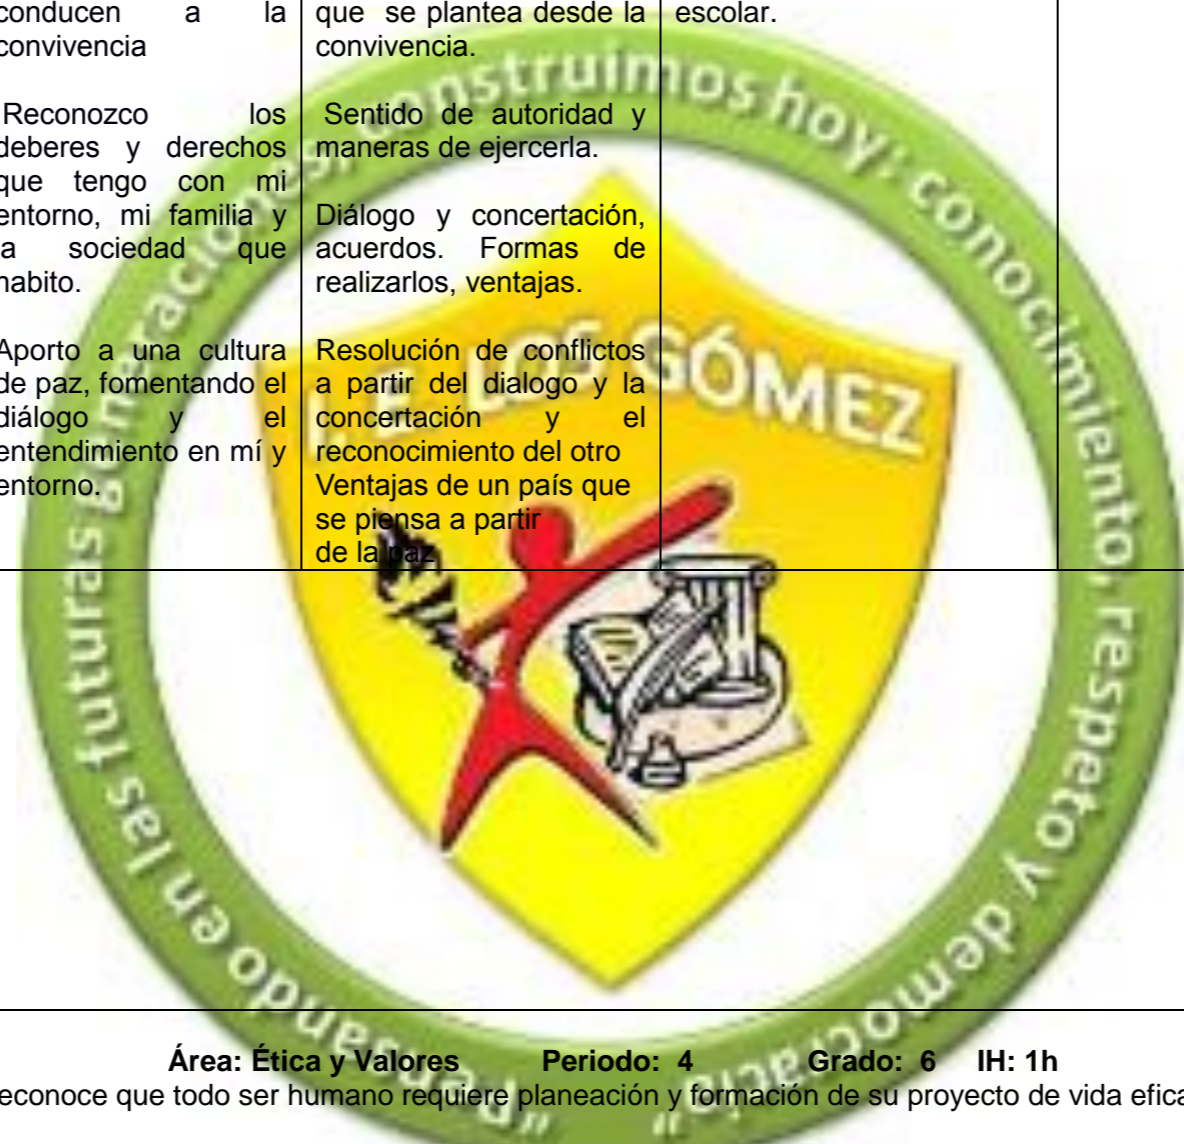 conducen a la
convivencia
Reconozco los
deberes y derechos
que tengo con mi
entorno, mi familia y
la sociedad que
habito.
Aporto a una cultura
de paz, fomentando el
diálogo y el
entendimiento en mí y
entorno.
que se plantea desde la
convivencia.
Sentido de autoridad y
maneras de ejercerla.
Diálogo y concertación,
acuerdos. Formas de
realizarlos, ventajas.
Resolución de conflictos
a partir del dialogo y la
concertación y el
reconocimiento del otro
Ventajas de un país que
se piensa a partir
de la paz
escolar.
"Pensando en las futuras generaciones, construimos hoy: conocimiento, respeto y democracia"
I. E LOS GÓMEZ
Área: Ética y Valores Periodo: 4 Grado: 6 IH: 1h
econoce que todo ser humano requiere planeación y formación de su proyecto de vida efica